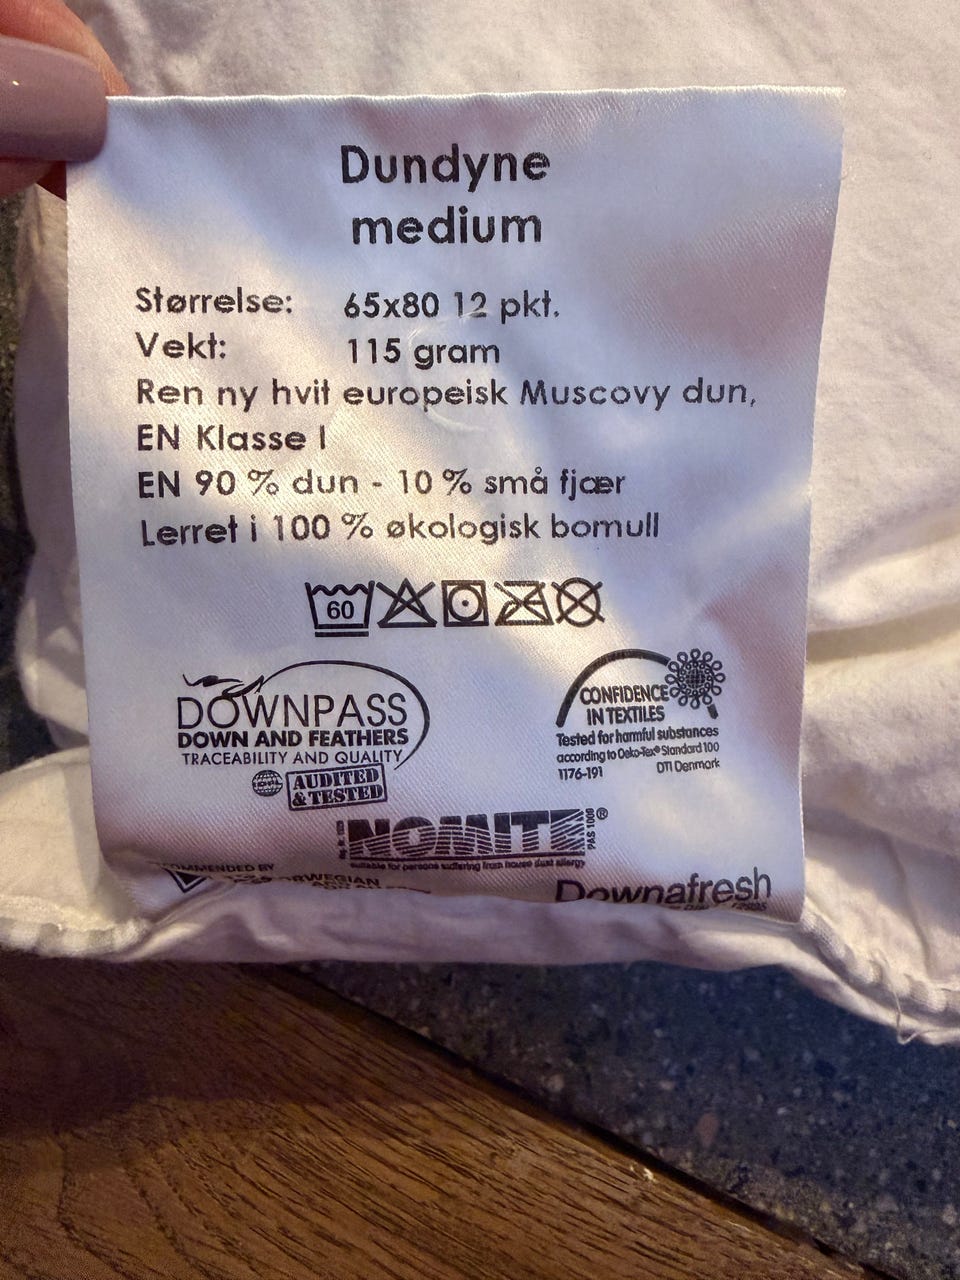 Dundyne
medium
Størrelse: 65x80 12 pkt.
Vekt: 115 gram
Ren ny hvit europeisk Muscovy dun,
EN Klasse I
EN 90 % dun - 10 % små fjær
Lerret i 100 % økologisk bomull
60
DOWNPASS
DOWN AND FEATHERS
TRACEABILITY AND QUALITY
IDFL
AUDITED
& TESTED
CONFIDENCE
IN TEXTILES
Tested for harmful substances
according to Oeko-Tex® Standard 100
1176-191 DTI Denmark
NOMITE®
suitable for persons suffering from house dust allergy
Downafresh